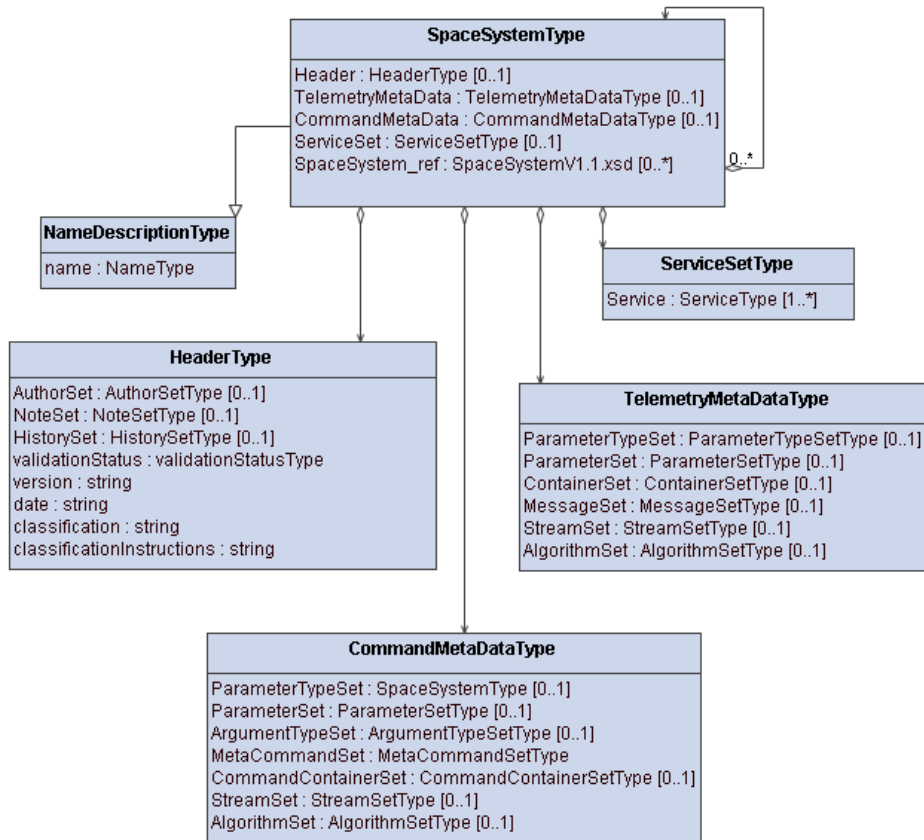 SpaceSystemType
Header : HeaderType [0..1]
TelemetryMetaData : TelemetryMetaDataType [0..1]
CommandMetaData : CommandMetaDataType [0..1]
ServiceSet : ServiceSetType [0..1]
SpaceSystem_ref : SpaceSystemV1.1.xsd [0..*]
0..*
NameDescriptionType
name : NameType
ServiceSetType
Service : ServiceType [1..*]
HeaderType
AuthorSet : AuthorSetType [0..1]
NoteSet : NoteSetType [0..1]
HistorySet : HistorySetType [0..1]
validationStatus : validationStatusType
version : string
date : string
classification : string
classificationInstructions : string
TelemetryMetaDataType
ParameterTypeSet : ParameterTypeSetType [0..1]
ParameterSet : ParameterSetType [0..1]
ContainerSet : ContainerSetType [0..1]
MessageSet : MessageSetType [0..1]
StreamSet : StreamSetType [0..1]
AlgorithmSet : AlgorithmSetType [0..1]
CommandMetaDataType
ParameterTypeSet : SpaceSystemType [0..1]
ParameterSet : ParameterSetType [0..1]
ArgumentTypeSet : ArgumentTypeSetType [0..1]
MetaCommandSet : MetaCommandSetType
CommandContainerSet : CommandContainerSetType [0..1]
StreamSet : StreamSetType [0..1]
AlgorithmSet : AlgorithmSetType [0..1]